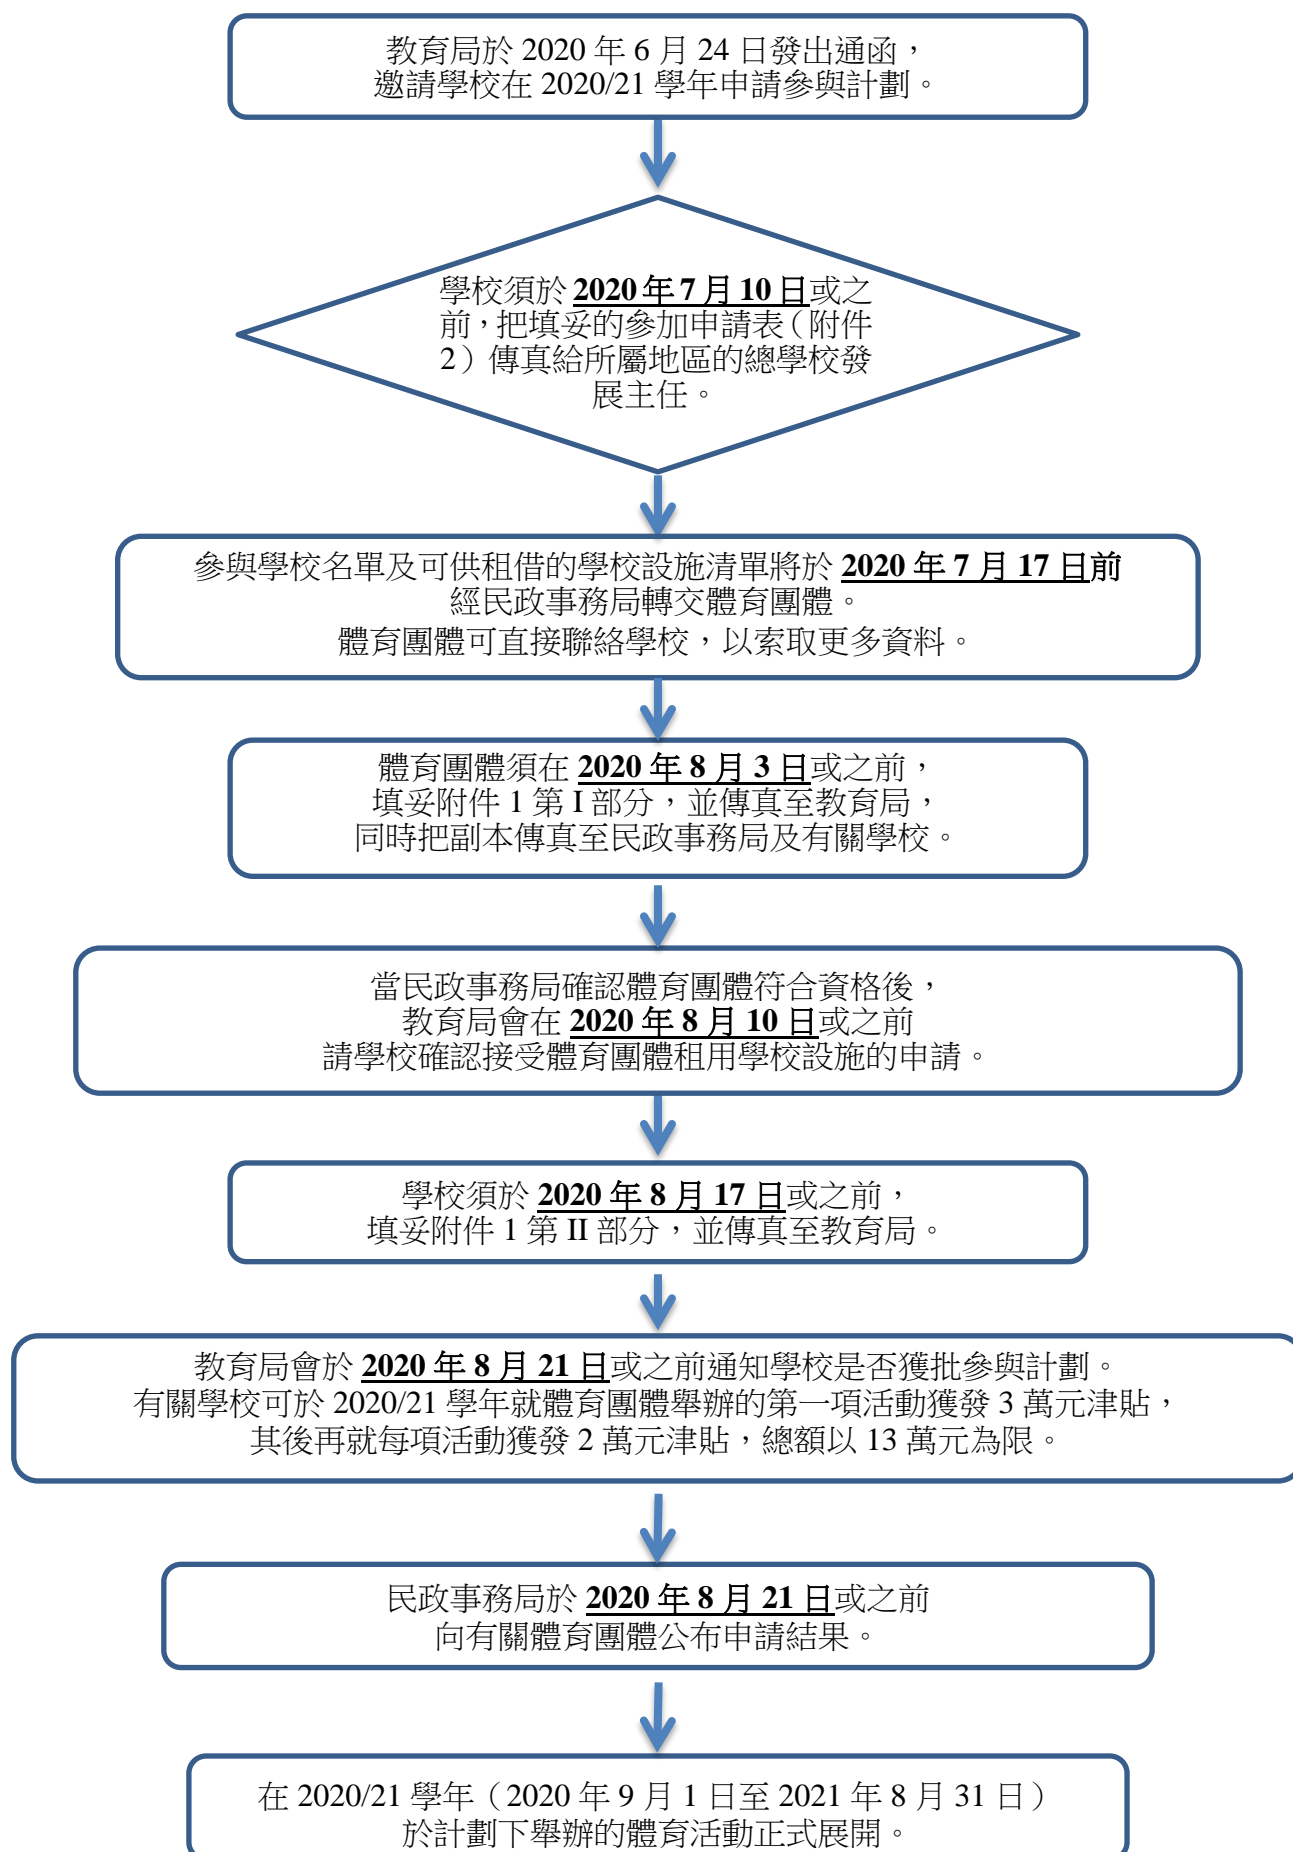 教育局於 2020 年 6 月 24 日發出通函，
邀請學校在 2020/21 學年申請參與計劃。
學校須於 2020 年 7 月 10 日或之
前，把填妥的參加申請表（附件
2）傳真給所屬地區的總學校發
展主任。
參與學校名單及可供租借的學校設施清單將於 2020 年 7 月 17 日前
經民政事務局轉交體育團體。
體育團體可直接聯絡學校，以索取更多資料。
體育團體須在 2020 年 8 月 3 日或之前，
填妥附件 1 第 I 部分，並傳真至教育局，
同時把副本傳真至民政事務局及有關學校。
當民政事務局確認體育團體符合資格後，
教育局會在 2020 年 8 月 10 日或之前
請學校確認接受體育團體租用學校設施的申請。
學校須於 2020 年 8 月 17 日或之前，
填妥附件 1 第 II 部分，並傳真至教育局。
教育局會於 2020 年 8 月 21 日或之前通知學校是否獲批參與計劃。
有關學校可於 2020/21 學年就體育團體舉辦的第一項活動獲發 3 萬元津貼，
其後再就每項活動獲發 2 萬元津貼，總額以 13 萬元為限。
民政事務局於 2020 年 8 月 21 日或之前
向有關體育團體公布申請結果。
在 2020/21 學年（2020 年 9 月 1 日至 2021 年 8 月 31 日）
於計劃下舉辦的體育活動正式展開。